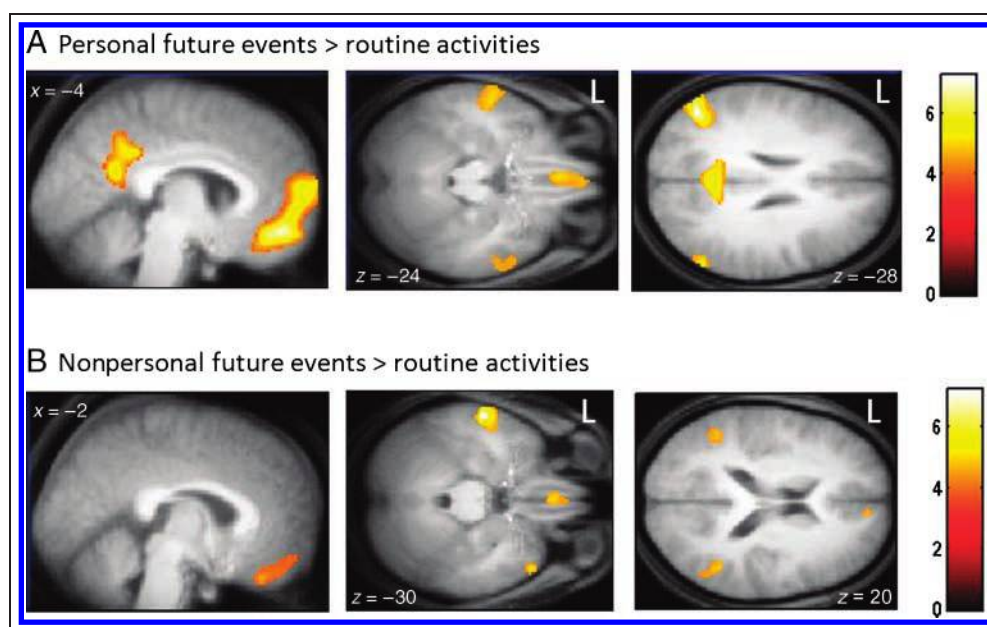 A Personal future events > routine activities
x = −4
L
L
z = −24
z = −28
6
4
2
0
B Nonpersonal future events > routine activities
x = −2
L
L
z = −30
z = 20
6
4
2
0